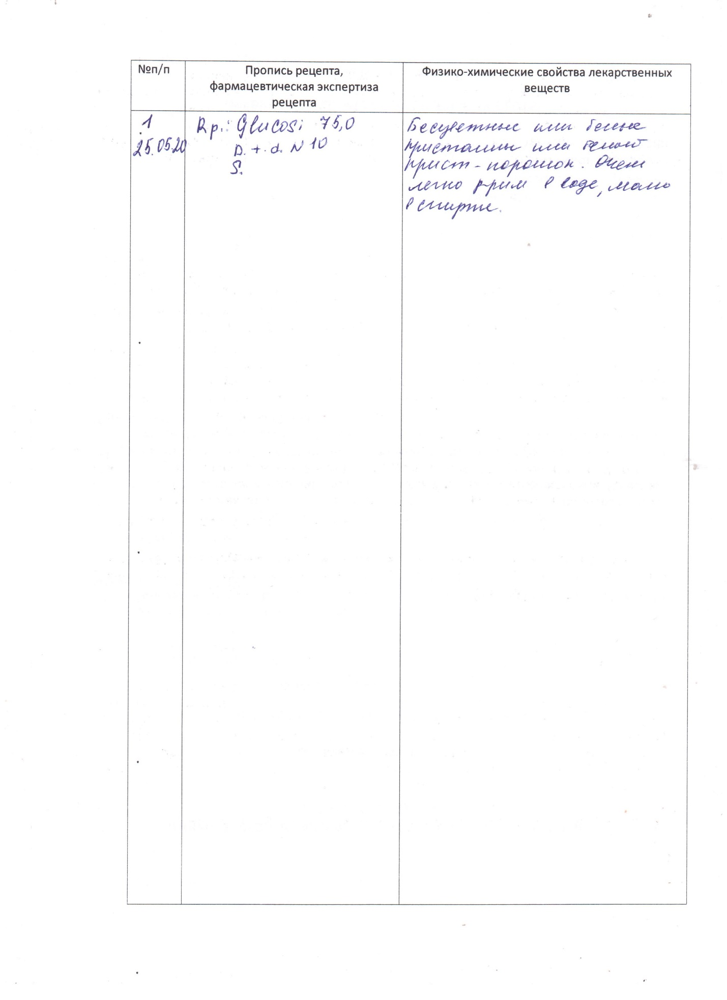 №п/п
Пропись рецепта,
фармацевтическая экспертиза
рецепта
Физико-химические свойства лекарственных
веществ
1
25.05.20
Rp.: Glucosi 75,0
D. t. d. N 10
S.
Бесцветные или белые
кристаллы или белый
крист-порошок. Очень
легко р-рим в воде, мало
в спирте.